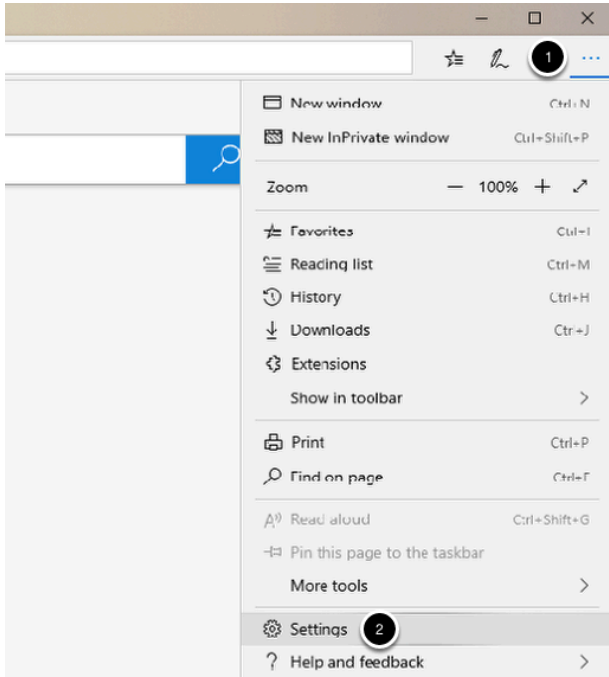 1 ...
New window Ctrl+N
New InPrivate window Ctrl+Shift+P
Zoom — 100% +
Favorites Ctrl+I
Reading list Ctrl+M
History Ctrl+H
Downloads Ctrl+J
Extensions
Show in toolbar >
Print Ctrl+P
Find on page Ctrl+F
Read aloud Ctrl+Shift+G
Pin this page to the taskbar
More tools >
Settings 2
? Help and feedback >